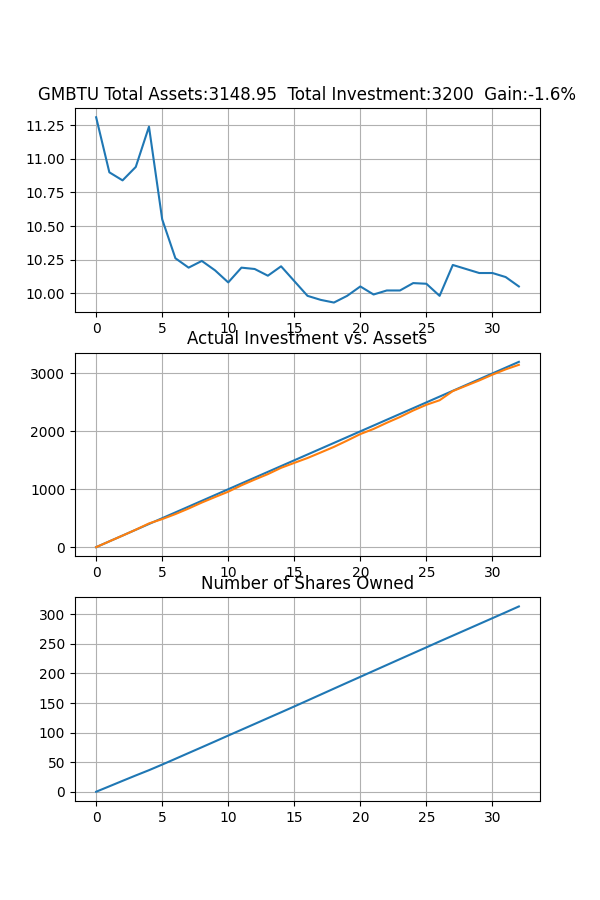 GMBTU Total Assets:3148.95  Total Investment:3200  Gain:-1.6%
11.25
11.00
10.75
10.50
10.25
10.00
0 5 10 15 20 25 30
Actual Investment vs. Assets
3000
2000
1000
0
0 5 10 15 20 25 30
Number of Shares Owned
300
250
200
150
100
50
0
0 5 10 15 20 25 30